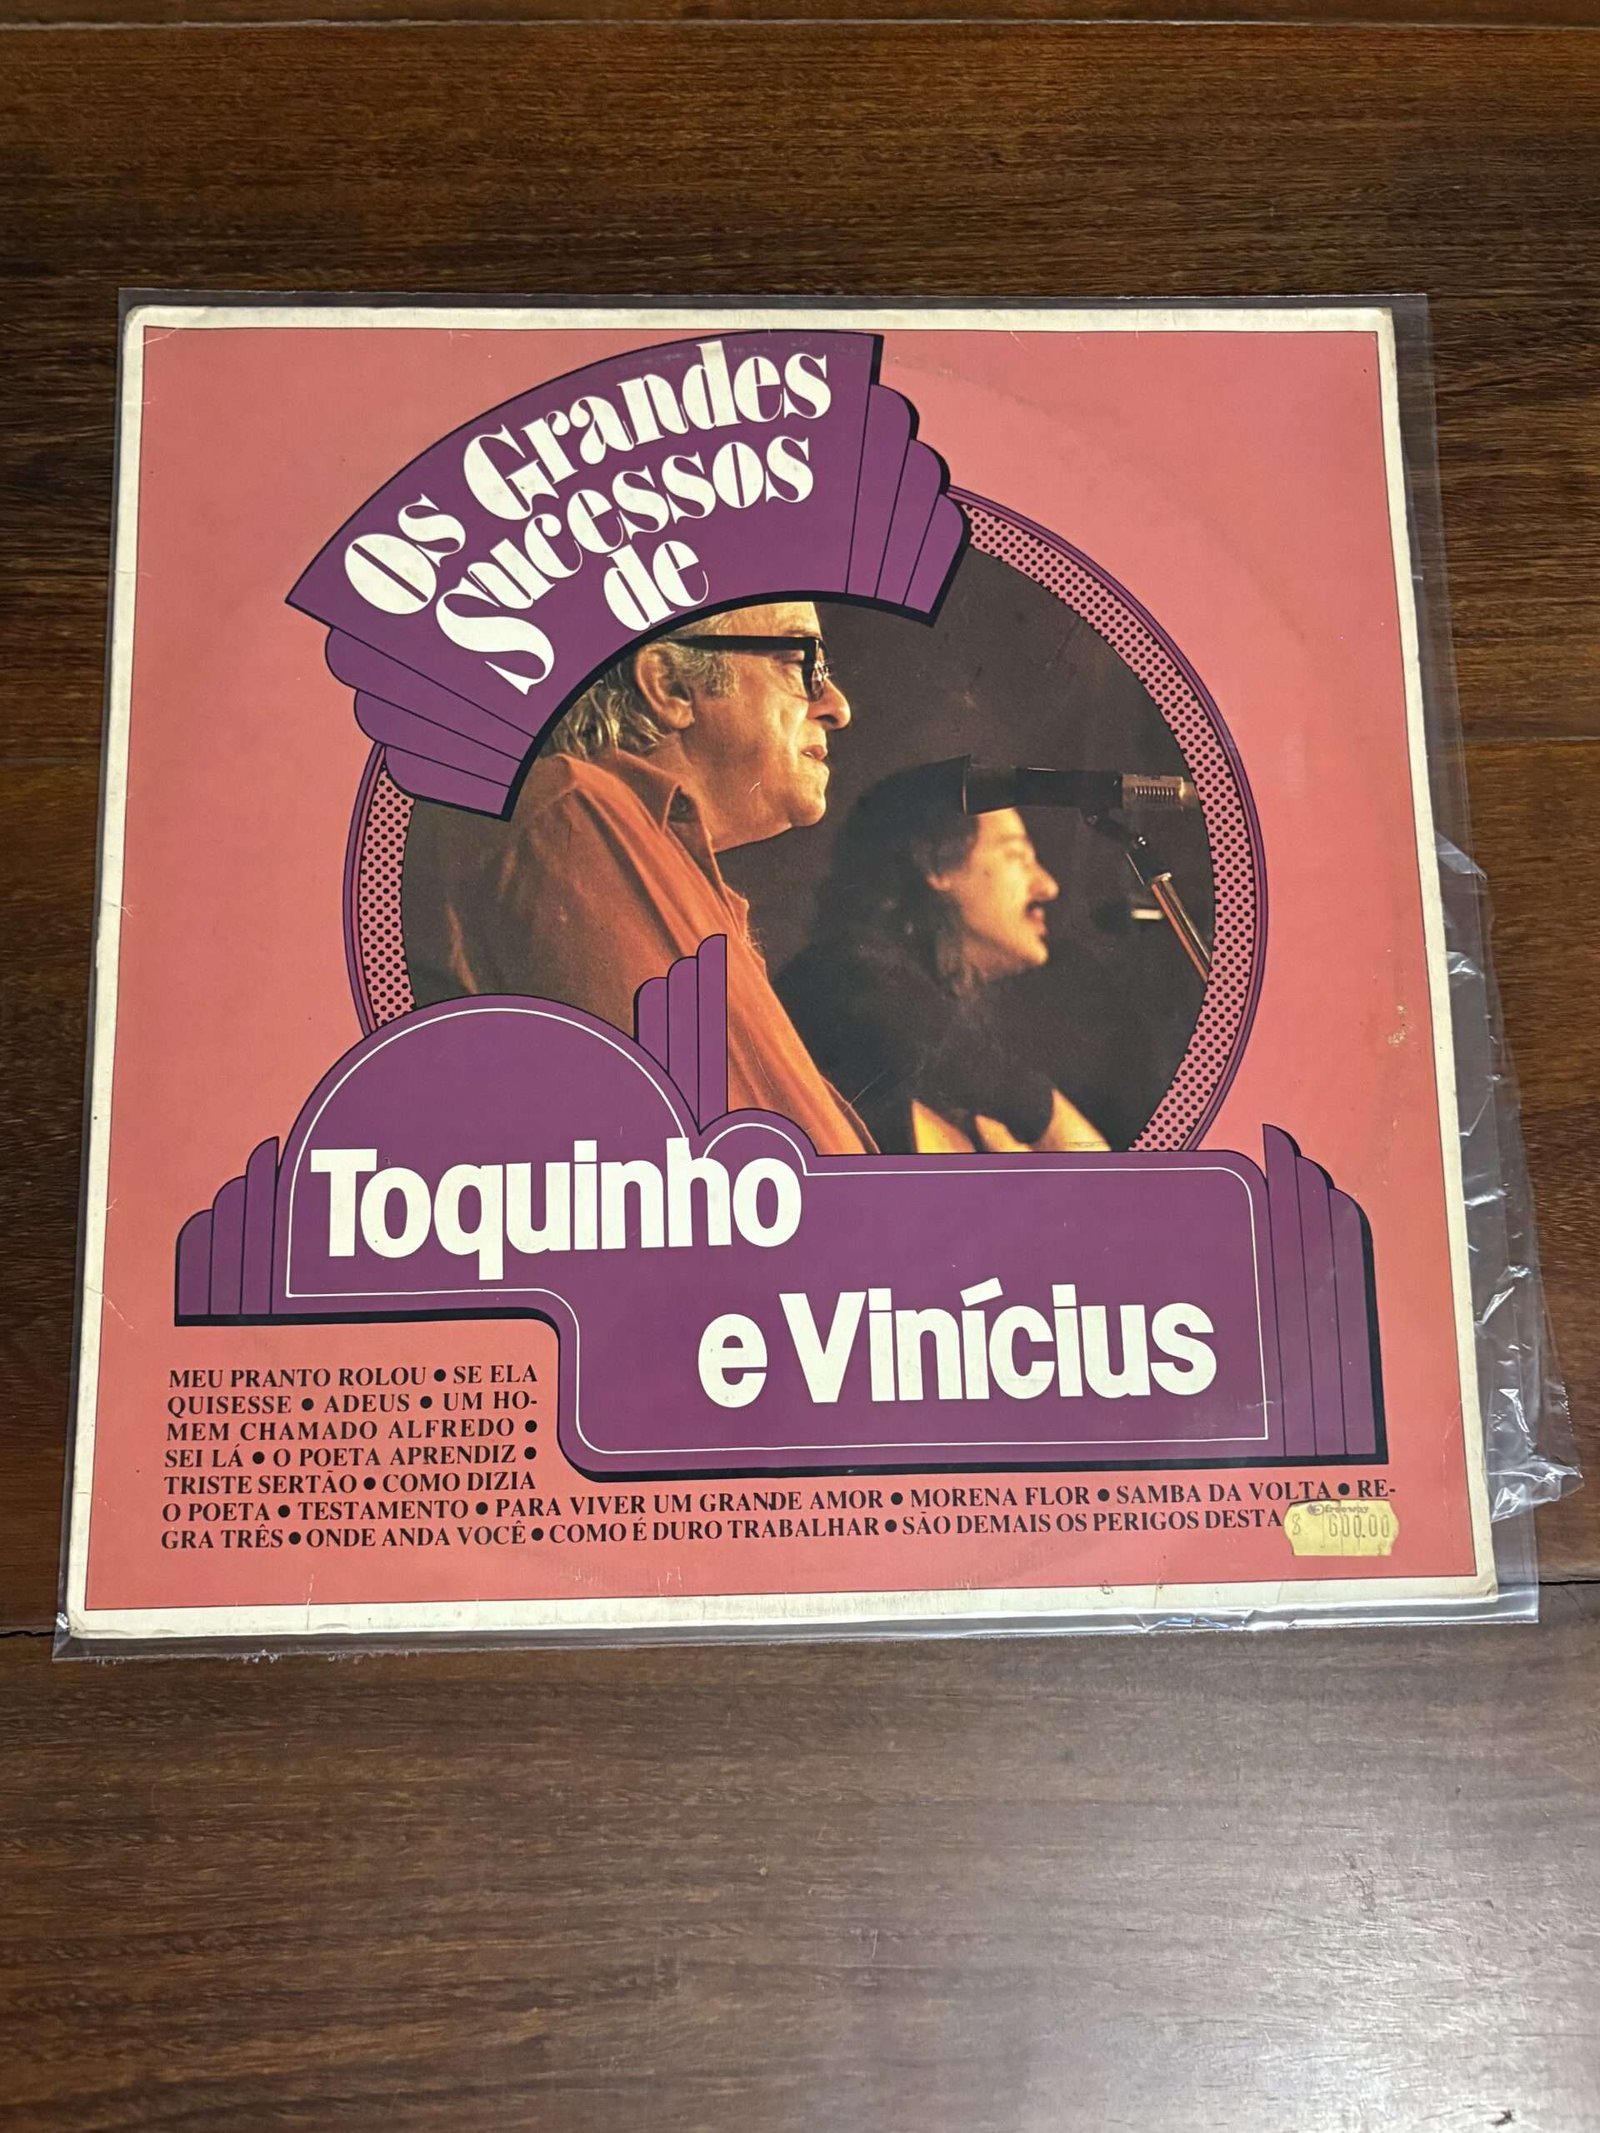 Os Grandes
Sucessos
de
Toquinho
e Vinícius
MEU PRANTO ROLOU • SE ELA
QUISESSE • ADEUS • UM HO-
MEM CHAMADO ALFREDO •
SEI LÁ • O POETA APRENDIZ •
TRISTE SERTÃO • COMO DIZIA
O POETA • TESTAMENTO • PARA VIVER UM GRANDE AMOR • MORENA FLOR • SAMBA DA VOLTA • RE-
GRA TRÊS • ONDE ANDA VOCÊ • COMO É DURO TRABALHAR • SÃO DEMAIS OS PERIGOS DESTA
freeway
$ 600.00